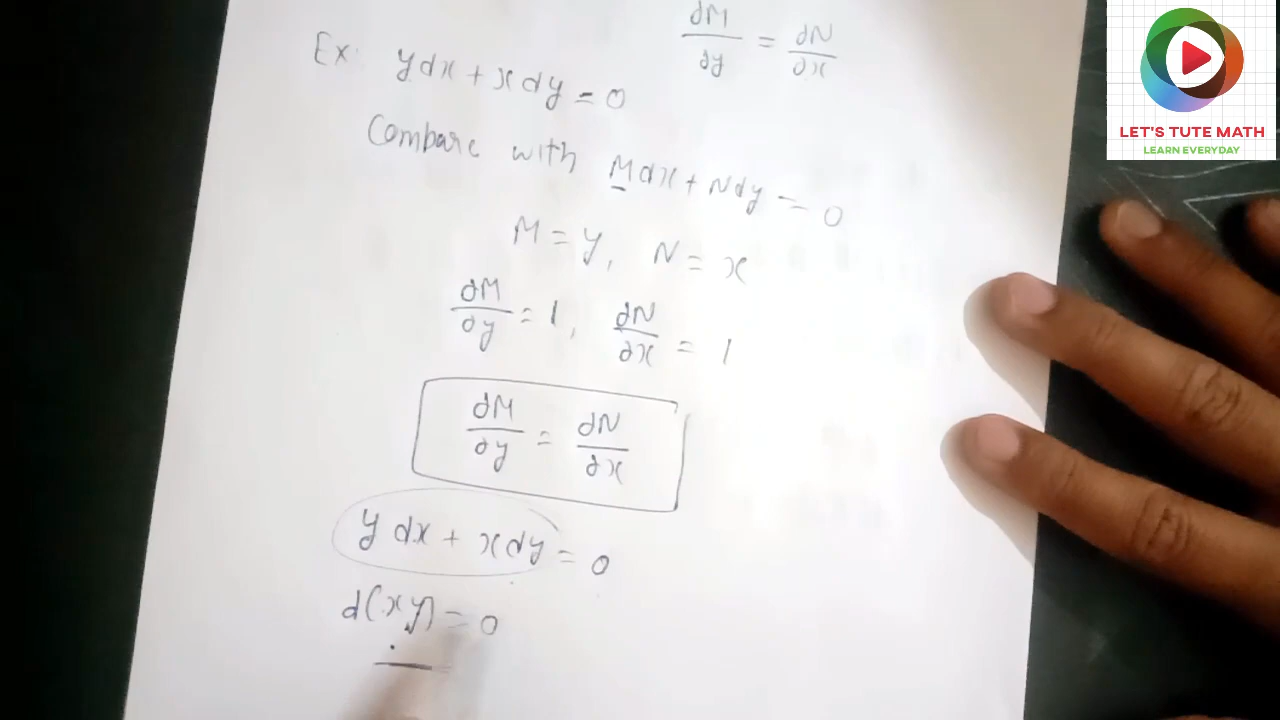 ∂M/∂y = ∂N/∂x
Ex: ydx + xdy = 0
Compare with Mdx + Ndy = 0
M = y, N = x
∂M/∂y = 1, ∂N/∂x = 1
∂M/∂y = ∂N/∂x
y dx + xdy = 0
d(xy) = 0
LET'S TUTE MATH
LEARN EVERYDAY